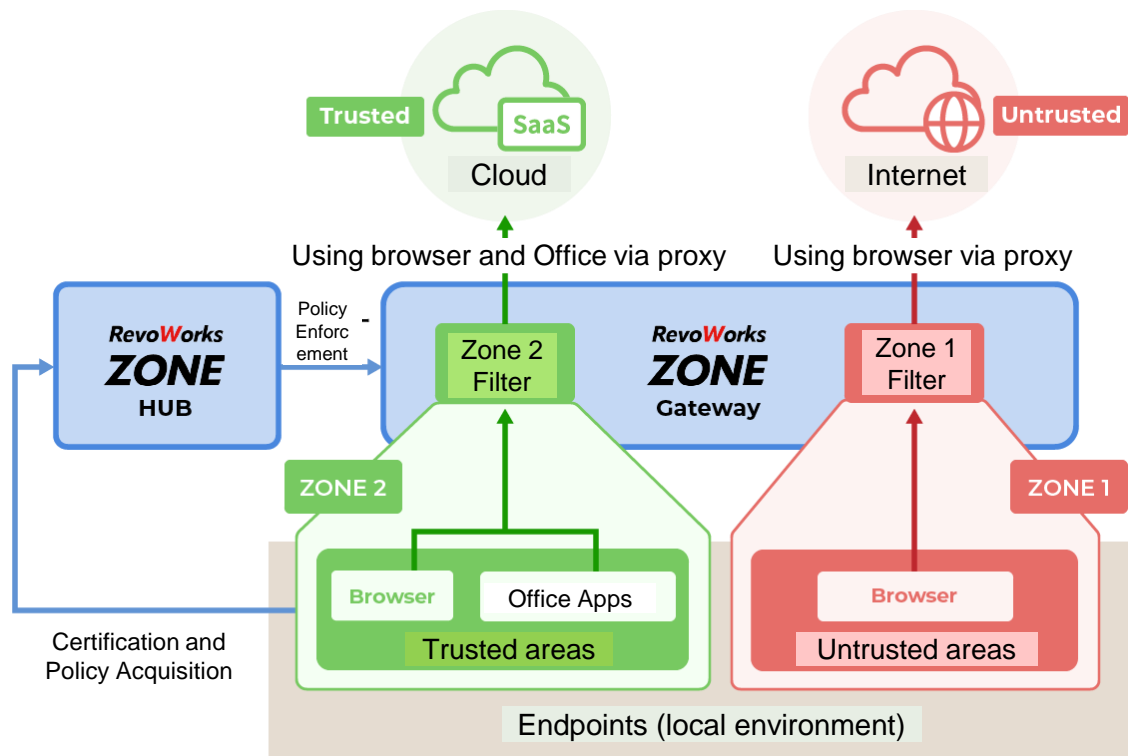 Trusted
SaaS
Cloud
Untrusted
Internet
Using browser and Office via proxy
Using browser via proxy
RevoWorks
ZONE
HUB
Policy -
Enforc
ement
Zone 2
Filter
RevoWorks
ZONE
Gateway
Zone 1
Filter
ZONE 2
ZONE 1
Browser
Office Apps
Trusted areas
Browser
Untrusted areas
Certification and
Policy Acquisition
Endpoints (local environment)